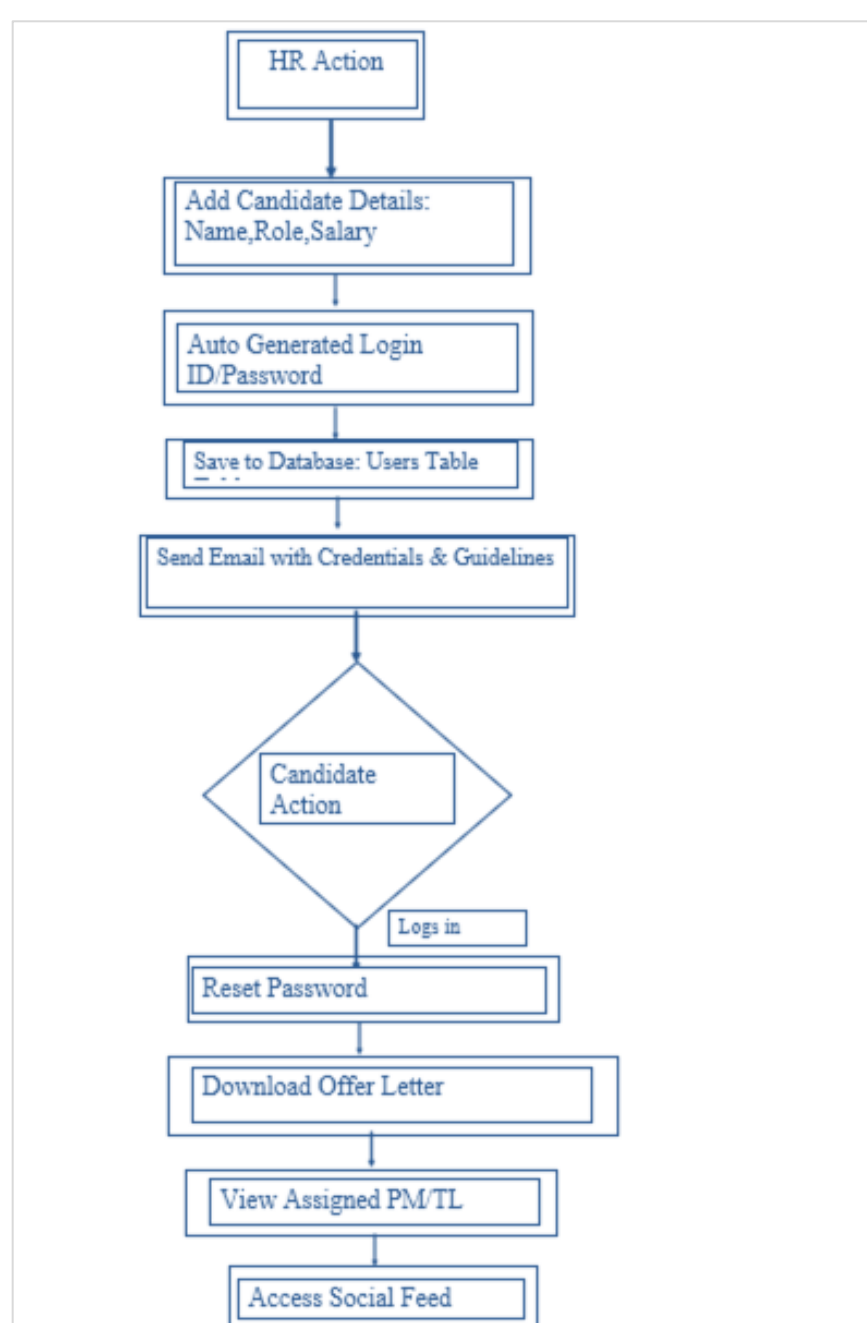 HR Action
Add Candidate Details:
Name,Role,Salary
Auto Generated Login
ID/Password
Save to Database: Users Table
Send Email with Credentials & Guidelines
Candidate
Action
Logs in
Reset Password
Download Offer Letter
View Assigned PM/TL
Access Social Feed